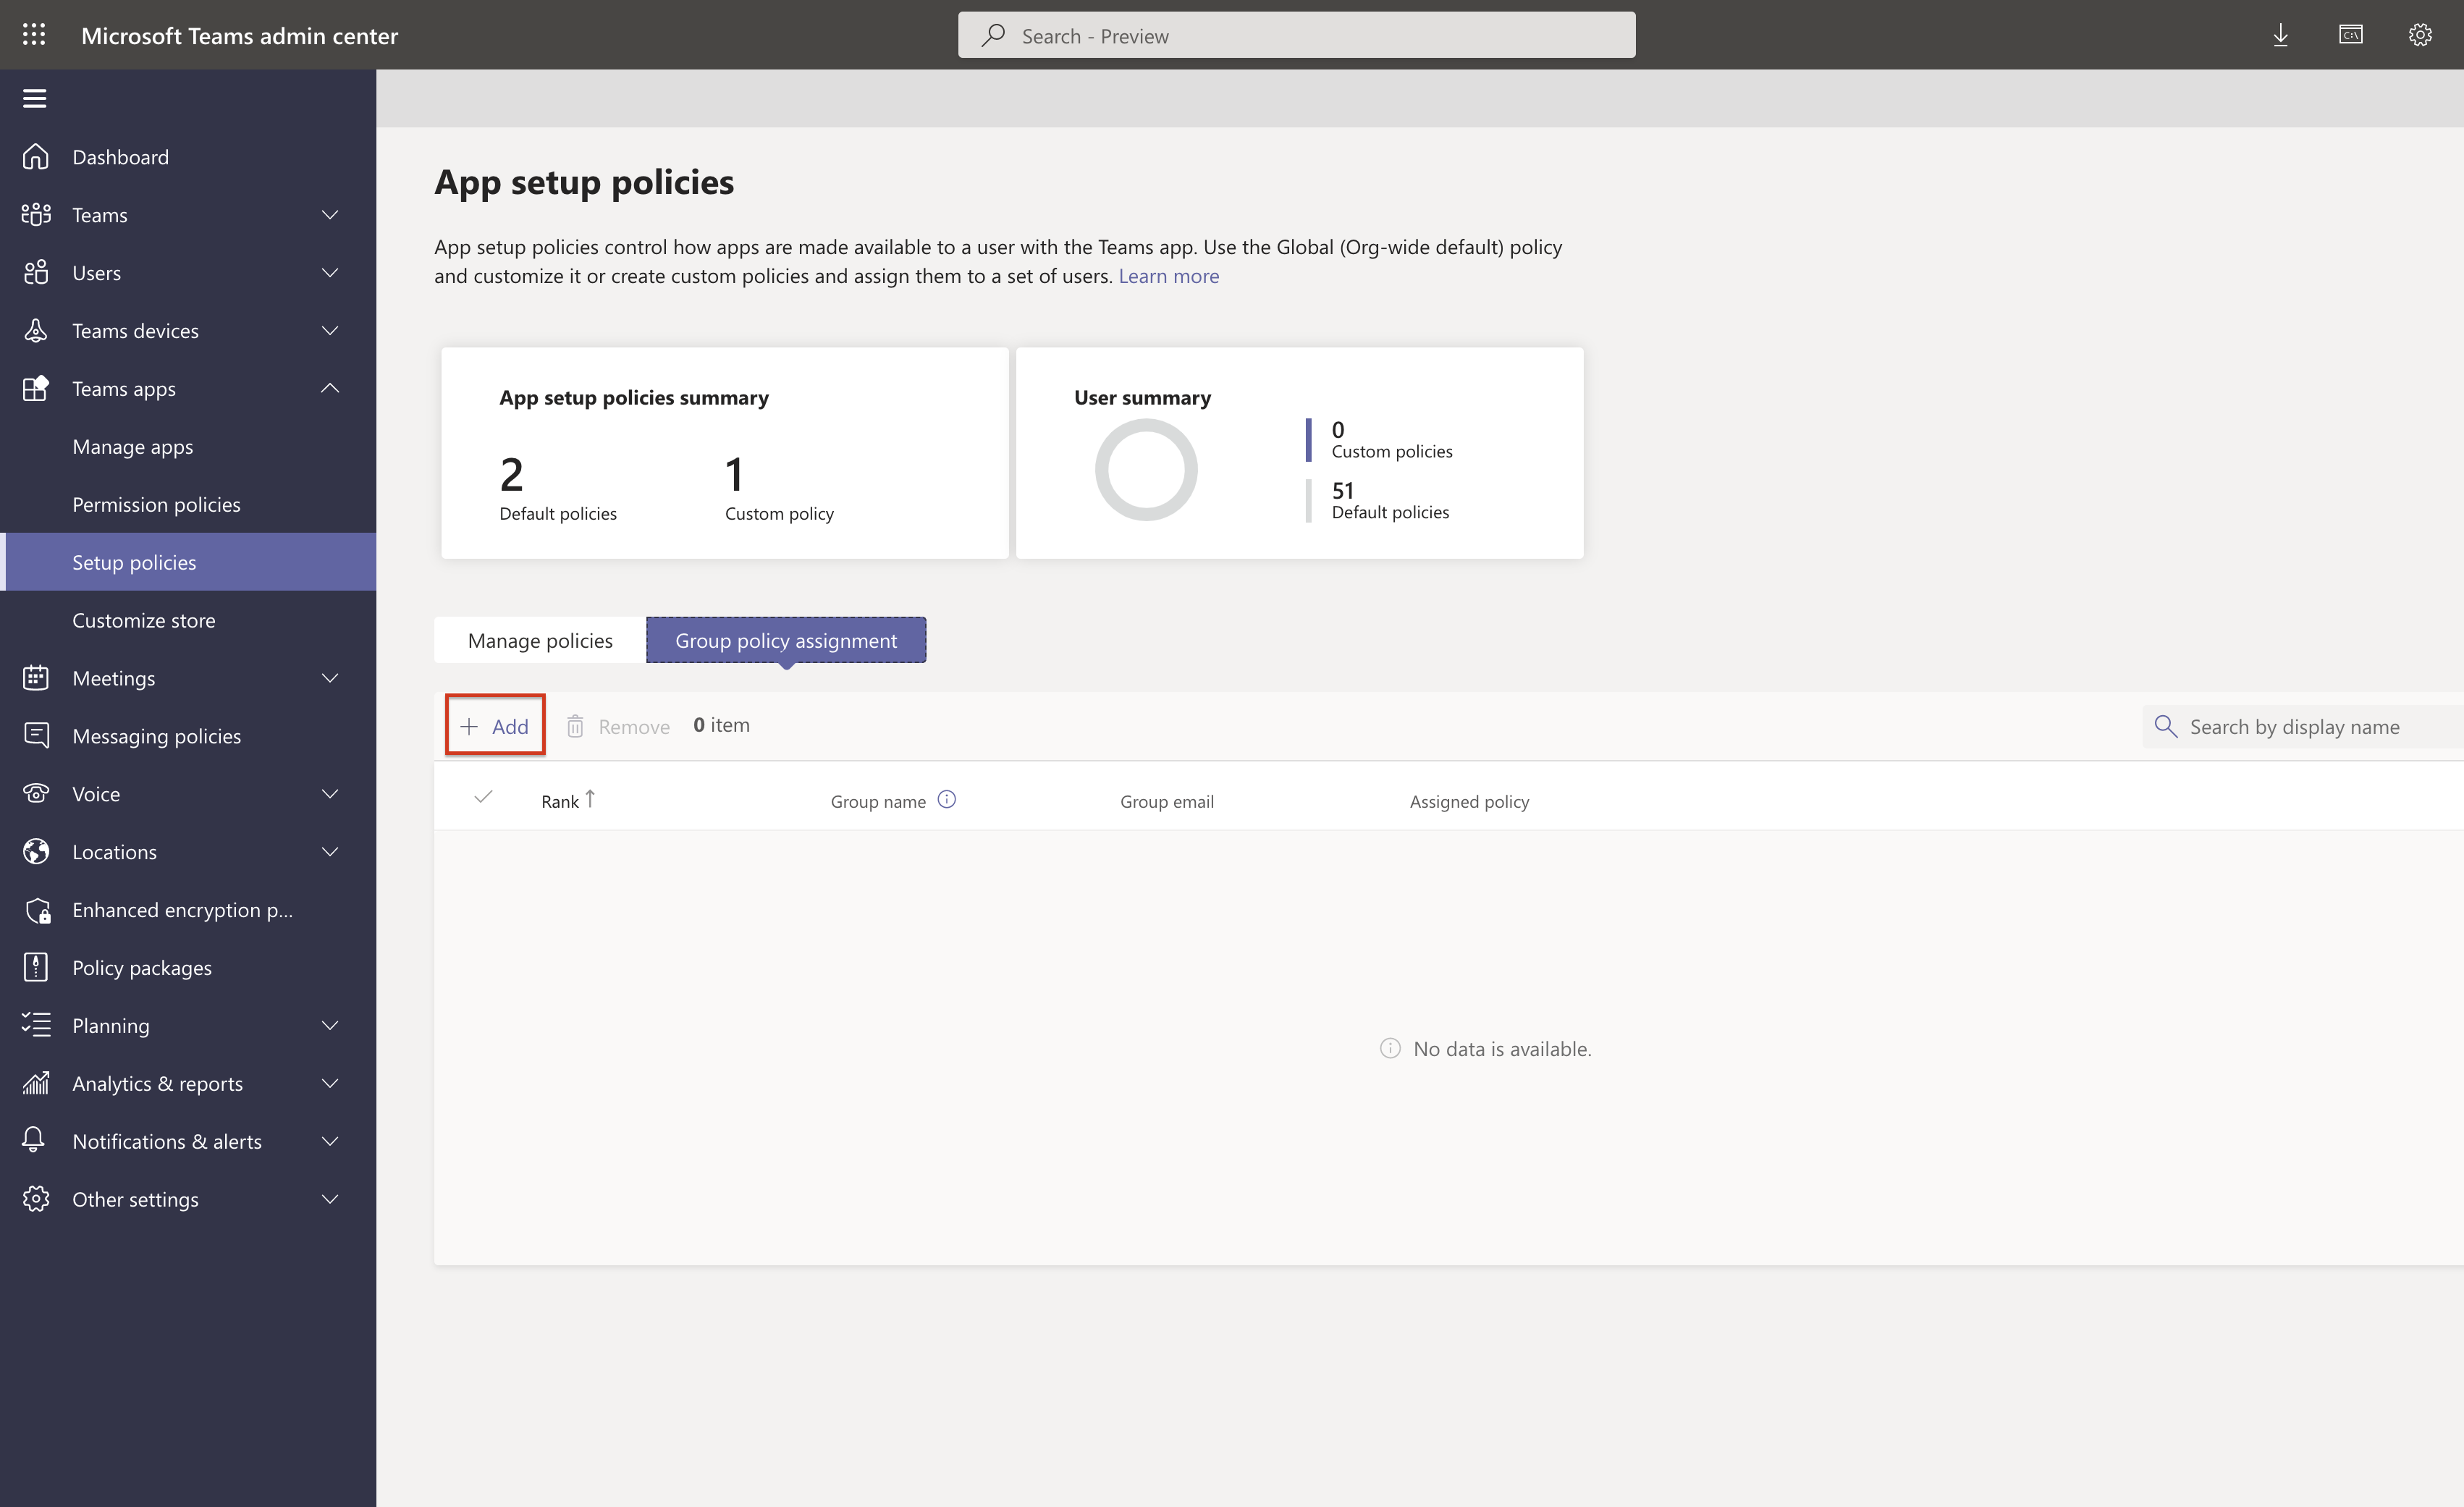 Microsoft Teams admin center
Search - Preview
C:\
Dashboard
Teams
Users
Teams devices
Teams apps
Manage apps
Permission policies
Setup policies
Customize store
Meetings
Messaging policies
Voice
Locations
Enhanced encryption p...
Policy packages
Planning
Analytics & reports
Notifications & alerts
Other settings
App setup policies
App setup policies control how apps are made available to a user with the Teams app. Use the Global (Org-wide default) policy
and customize it or create custom policies and assign them to a set of users. Learn more
App setup policies summary
2
Default policies
1
Custom policy
User summary
0
Custom policies
51
Default policies
Manage policies
Group policy assignment
Add
Remove
0 item
Search by display name
Rank
Group name
Group email
Assigned policy
No data is available.